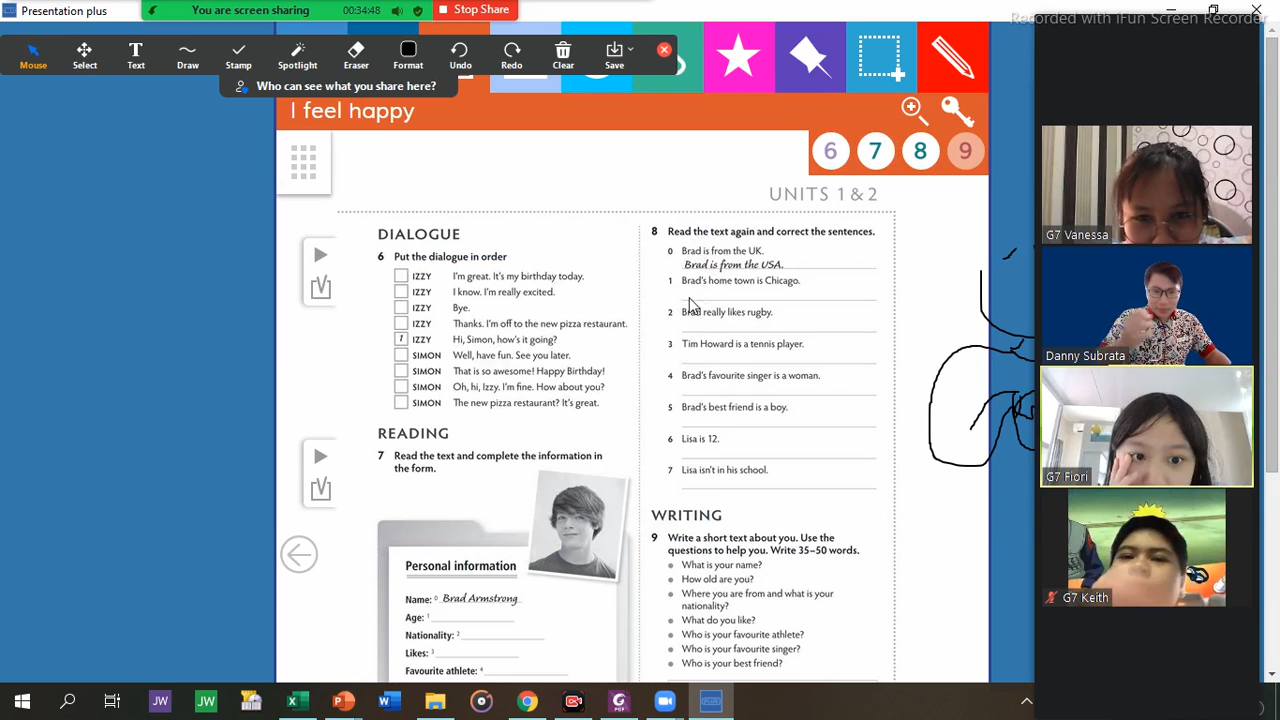 Presentation plus
You are screen sharing
00:34:48
Stop Share
Recorded with iFun Screen Recorder
Mouse
Select
Text
Draw
Stamp
Spotlight
Eraser
Format
Undo
Redo
Clear
Save
Who can see what you share here?
I feel happy
6 7 8 9
UNITS 1 & 2
DIALOGUE
6 Put the dialogue in order
IZZY I'm great. It's my birthday today.
IZZY I know. I'm really excited.
IZZY Bye.
IZZY Thanks. I'm off to the new pizza restaurant.
1 IZZY Hi, Simon, how's it going?
SIMON Well, have fun. See you later.
SIMON That is so awesome! Happy Birthday!
SIMON Oh, hi, Izzy. I'm fine. How about you?
SIMON The new pizza restaurant? It's great.
READING
7 Read the text and complete the information in
the form.
Personal information
Name: 0 Brad Armstrong
Age: 1
Nationality: 2
Likes: 3
Favourite athlete: 4
8 Read the text again and correct the sentences.
0 Brad is from the UK.
Brad is from the USA.
1 Brad's home town is Chicago.
2 Brad really likes rugby.
3 Tim Howard is a tennis player.
4 Brad's favourite singer is a woman.
5 Brad's best friend is a boy.
6 Lisa is 12.
7 Lisa isn't in his school.
WRITING
9 Write a short text about you. Use the
questions to help you. Write 35–50 words.
What is your name?
How old are you?
Where you are from and what is your
nationality?
What do you like?
Who is your favourite athlete?
Who is your favourite singer?
Who is your best friend?
G7 Vanessa
Danny Subrata
G7 Fiori
G7 Keith
JW
JW